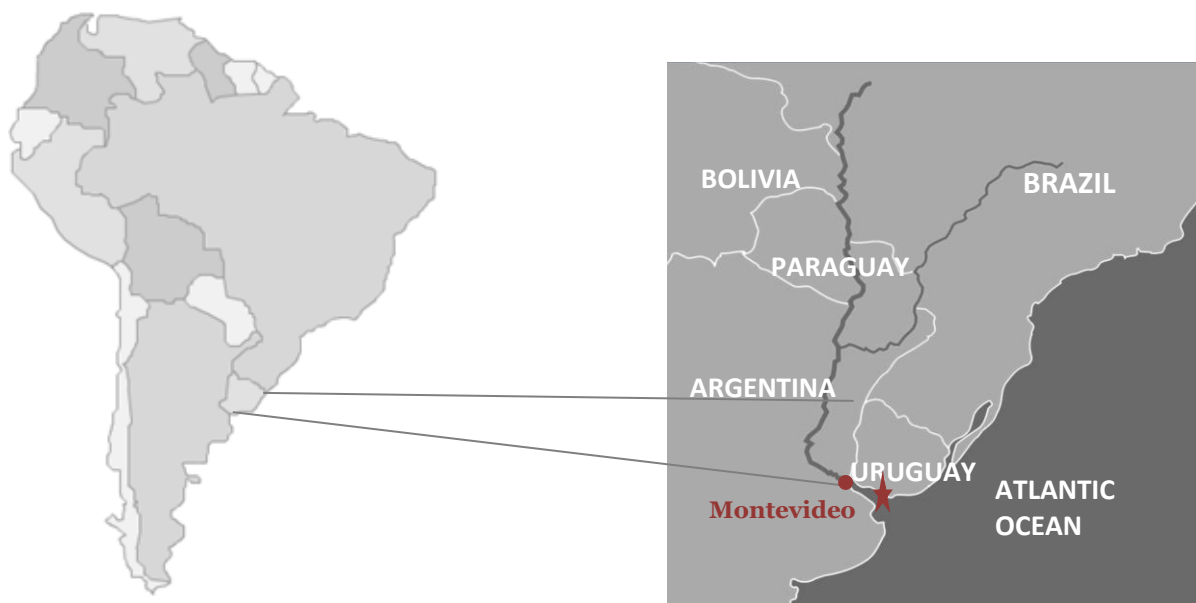 BOLIVIA
BRAZIL
PARAGUAY
ARGENTINA
URUGUAY
Montevideo
ATLANTIC
OCEAN